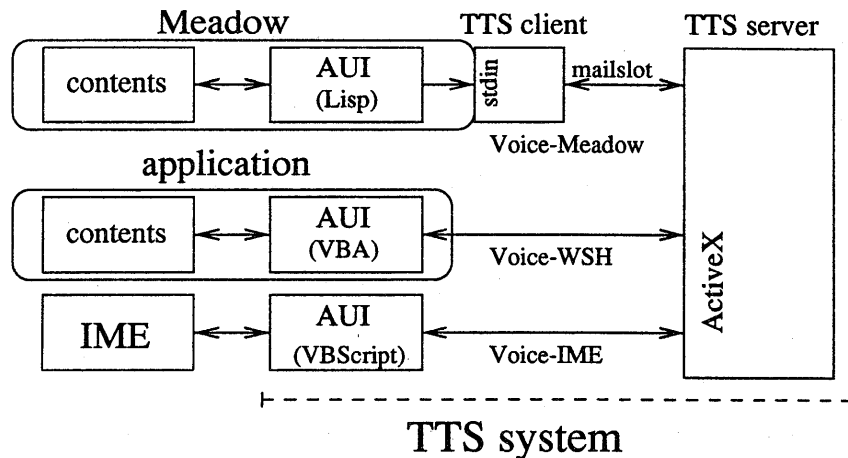 Meadow
TTS client
TTS server
contents
AUI
(Lisp)
stdin
mailslot
Voice-Meadow
application
contents
AUI
(VBA)
Voice-WSH
ActiveX
IME
AUI
(VBScript)
Voice-IME
TTS system